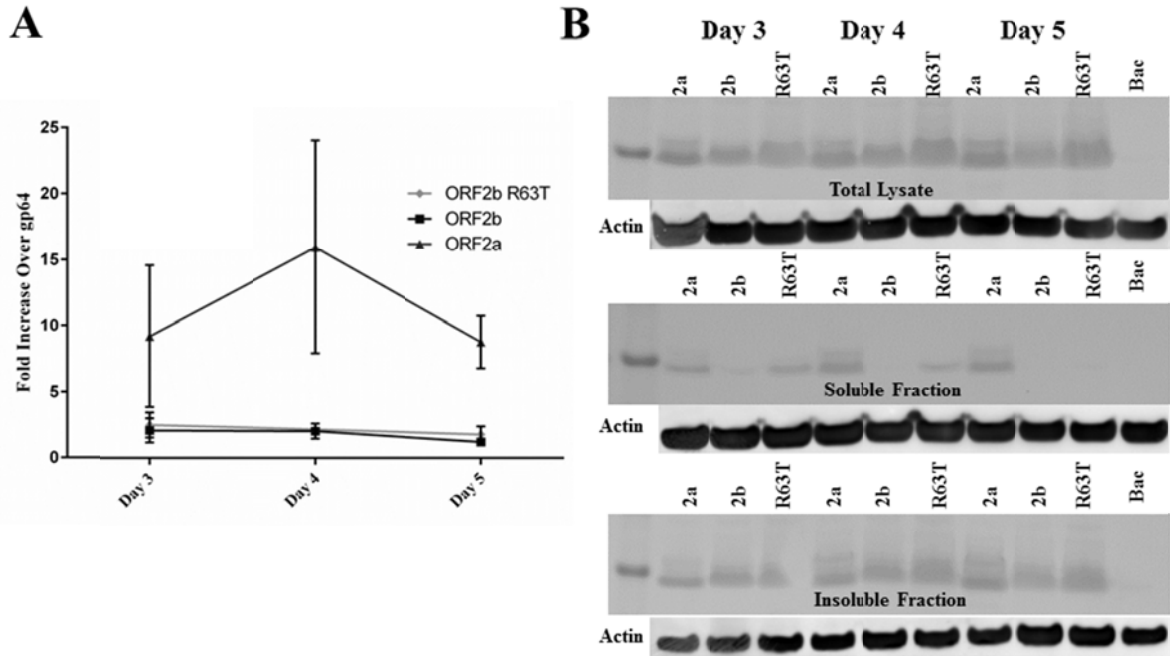 A
25
20
15
10
5
0
Fold Increase Over gp64
ORF2b R63T
ORF2b
ORF2a
Day 3
Day 4
Day 5
B
Day 3 Day 4 Day 5
2a 2b R63T 2a 2b R63T 2a 2b R63T Bac
Total Lysate
Actin
2a 2b R63T 2a 2b R63T 2a 2b R63T Bac
Soluble Fraction
Actin
2a 2b R63T 2a 2b R63T 2a 2b R63T Bac
Insoluble Fraction
Actin